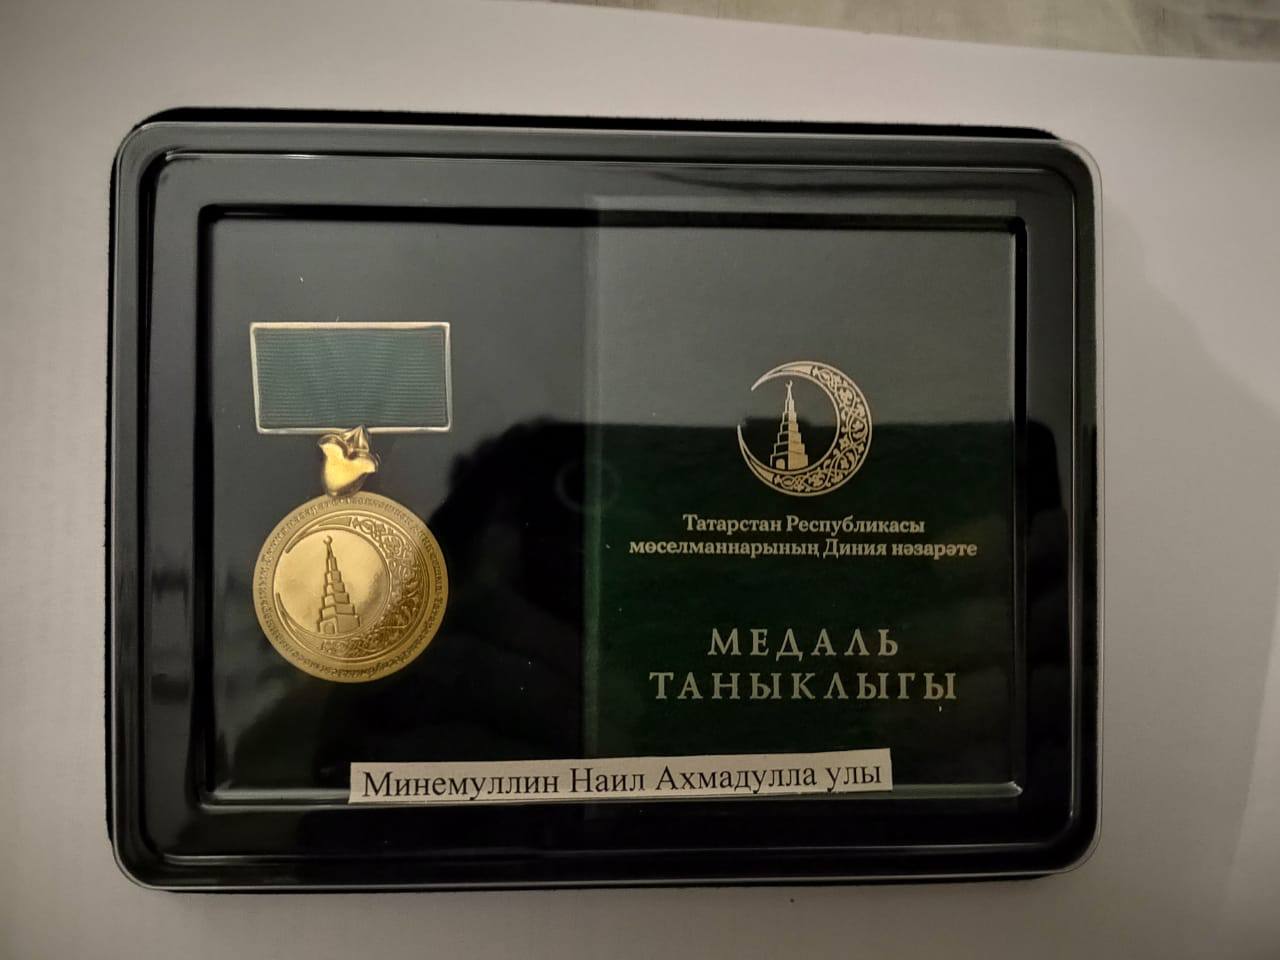 Татарстан Республикасы
мөселманнарының Диния нәзарәте
МЕДАЛЬ
ТАНЫКЛЫГЫ
Минемуллин Наил Ахмадулла улы